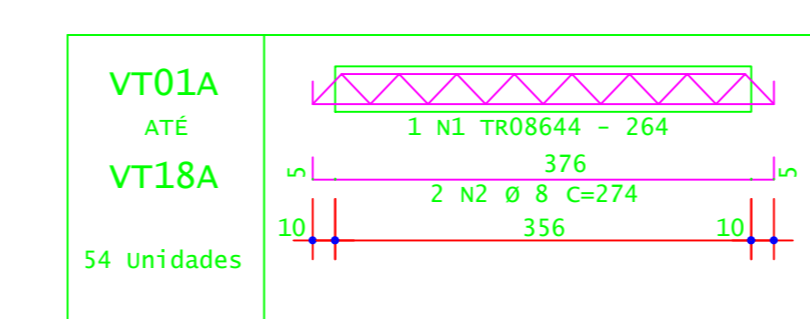 VT01A
ATÉ
VT18A
54 Unidades
1 N1 TR08644 - 264
5 376 5
2 N2 Ø 8 C=274
10 356 10